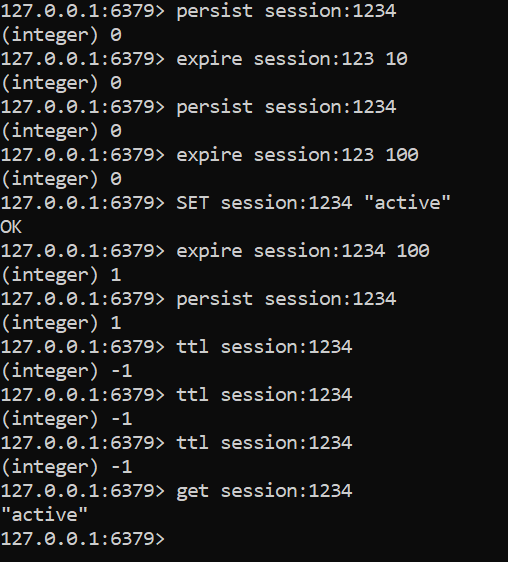 127.0.0.1:6379> persist session:1234
(integer) 0
127.0.0.1:6379> expire session:123 10
(integer) 0
127.0.0.1:6379> persist session:1234
(integer) 0
127.0.0.1:6379> expire session:123 100
(integer) 0
127.0.0.1:6379> SET session:1234 "active"
OK
127.0.0.1:6379> expire session:1234 100
(integer) 1
127.0.0.1:6379> persist session:1234
(integer) 1
127.0.0.1:6379> ttl session:1234
(integer) -1
127.0.0.1:6379> ttl session:1234
(integer) -1
127.0.0.1:6379> ttl session:1234
(integer) -1
127.0.0.1:6379> get session:1234
"active"
127.0.0.1:6379>